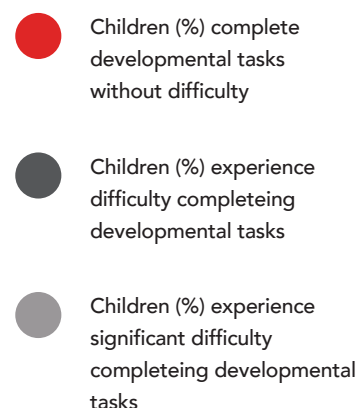 Children (%) complete
developmental tasks
without difficulty
Children (%) experience
difficulty completeing
developmental tasks
Children (%) experience
significant difficulty
completeing developmental
tasks